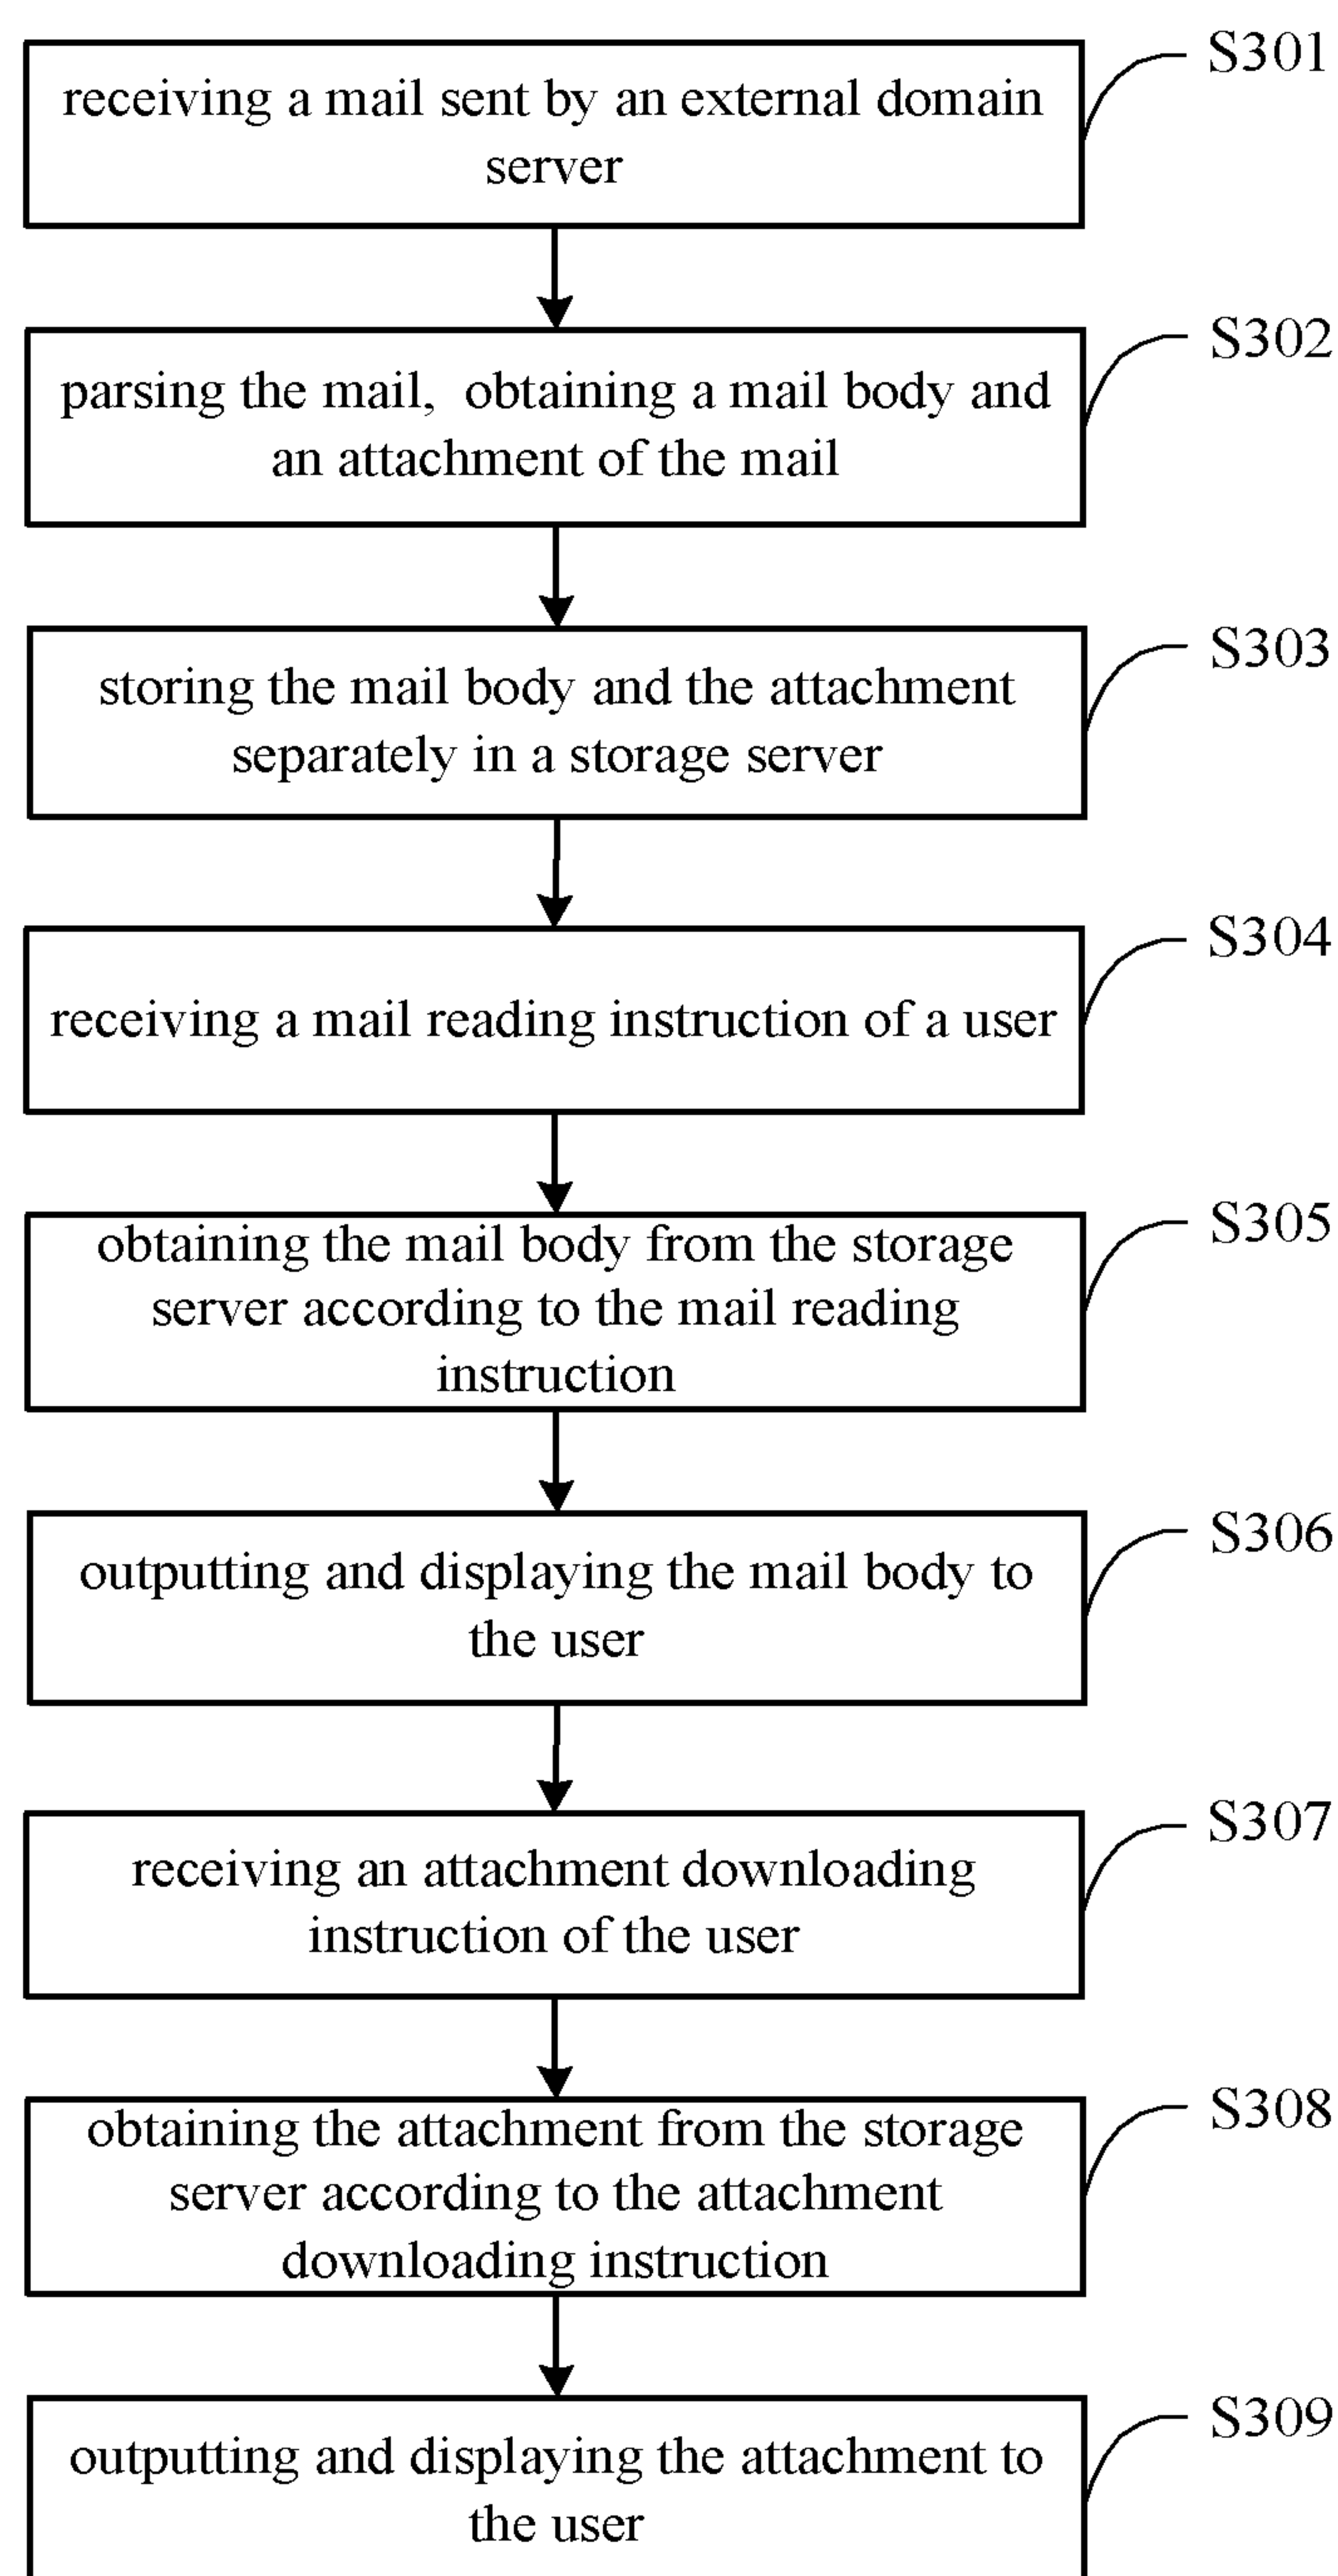 S301
receiving a mail sent by an external domain
server
S302
parsing the mail, obtaining a mail body and
an attachment of the mail
S303
storing the mail body and the attachment
separately in a storage server
S304
receiving a mail reading instruction of a user
S305
obtaining the mail body from the storage
server according to the mail reading
instruction
S306
outputting and displaying the mail body to
the user
S307
receiving an attachment downloading
instruction of the user
S308
obtaining the attachment from the storage
server according to the attachment
downloading instruction
S309
outputting and displaying the attachment to
the user